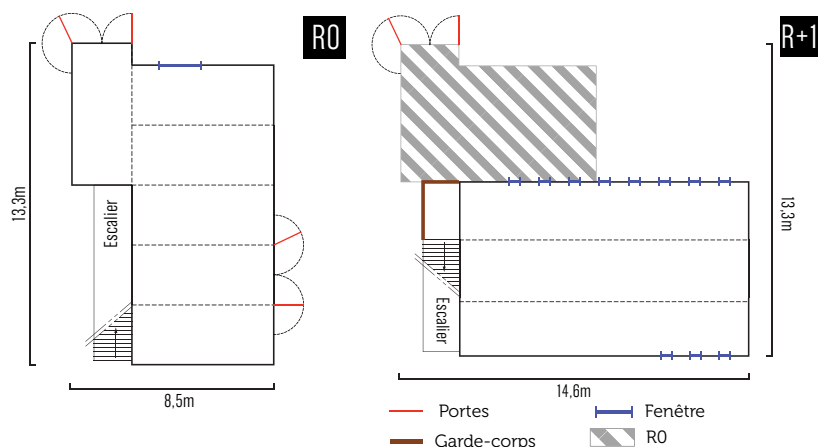 R0
R+1
13,3m
Escalier
8,5m
13,3m
Escalier
14,6m
Portes
Fenêtre
Garde-corps
R0